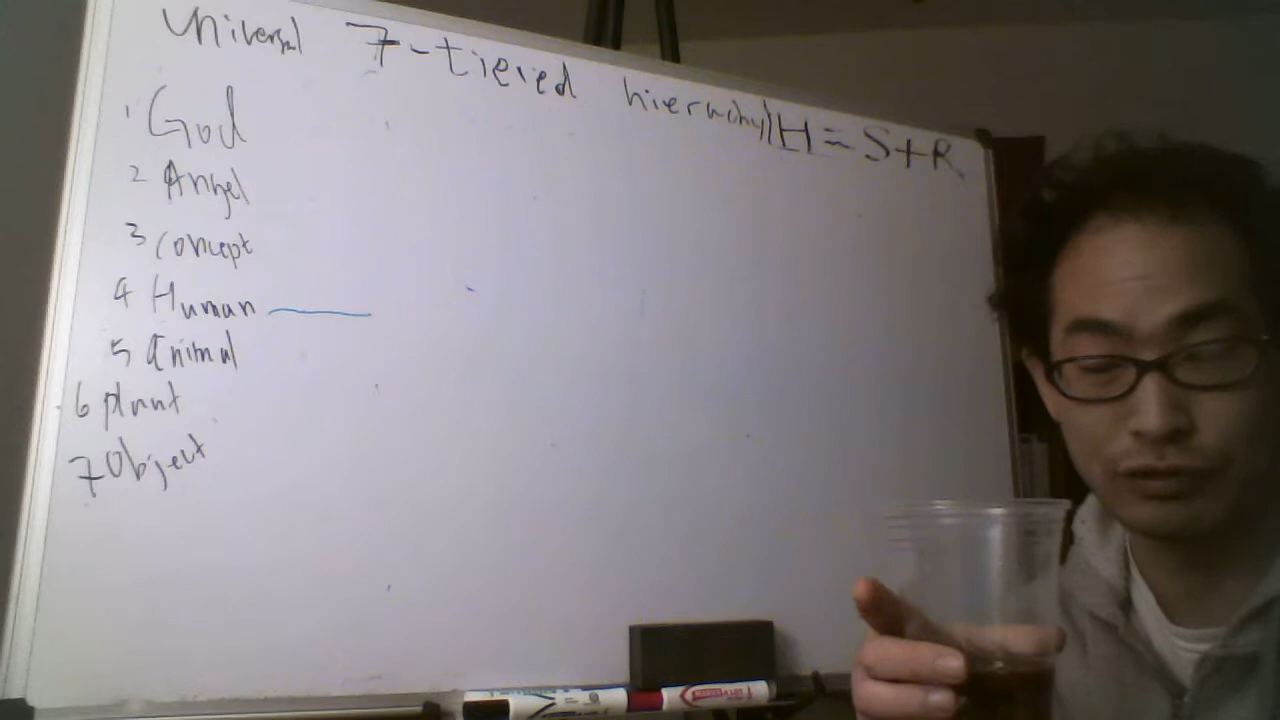 Universal 7-tiered hierarchy H = S+R
1 God
2 Angel
3 Concept
4 Human
5 Animal
6 plant
7 Object